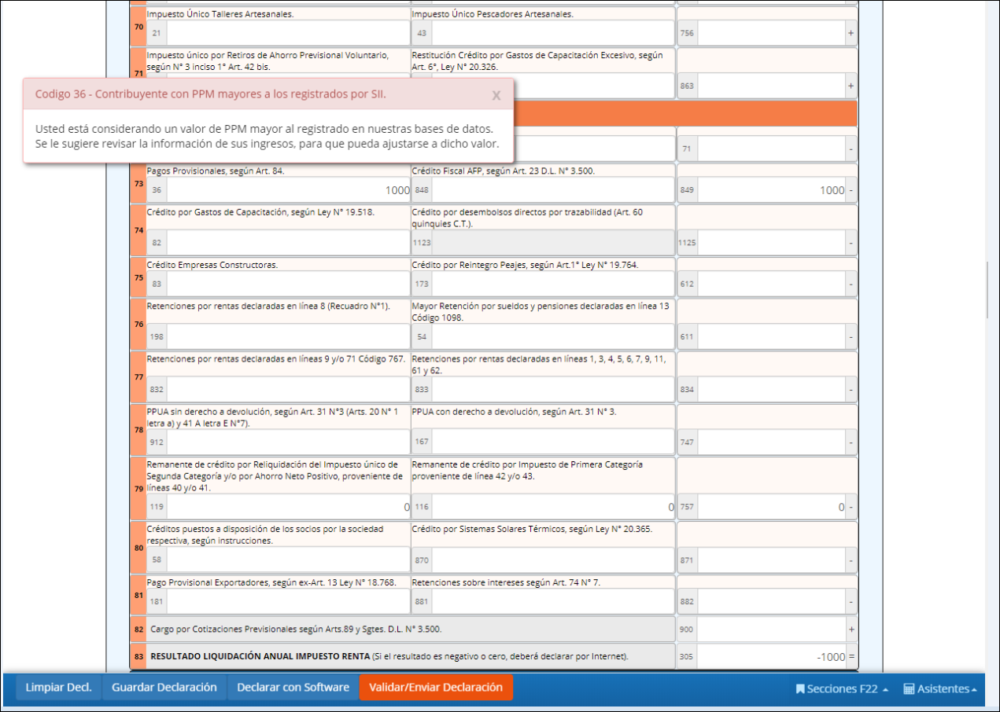 Impuesto Único Talleres Artesanales. Impuesto Único Pescadores Artesanales.
70 21 43 756 +
Impuesto único por Retiros de Ahorro Previsional Voluntario, Restitución Crédito por Gastos de Capacitación Excesivo, según
según N° 3 inciso 1° Art. 42 bis. Art. 6°, Ley N° 20.326.
71 863 +
Codigo 36 - Contribuyente con PPM mayores a los registrados por SII. X
Usted está considerando un valor de PPM mayor al registrado en nuestras bases de datos.
Se le sugiere revisar la información de sus ingresos, para que pueda ajustarse a dicho valor.
71 -
Pagos Provisionales, según Art. 84. Crédito Fiscal AFP, según Art. 23 D.L. N° 3.500.
73 36 1000 848 849 1000 -
Crédito por Gastos de Capacitación, según Ley N° 19.518. Crédito por desembolsos directos por trazabilidad (Art. 60
quinquies C.T.).
74 82 1123 1125 -
Crédito Empresas Constructoras. Crédito por Reintegro Peajes, según Art.1° Ley N° 19.764.
75 83 173 612 -
Retenciones por rentas declaradas en línea 8 (Recuadro N°1). Mayor Retención por sueldos y pensiones declaradas en línea 13
Código 1098.
76 198 54 611 -
Retenciones por rentas declaradas en líneas 9 y/o 71 Código 767. Retenciones por rentas declaradas en líneas 1, 3, 4, 5, 6, 7, 9, 11,
61 y 62.
77 832 833 834 -
PPUA sin derecho a devolución, según Art. 31 N°3 (Arts. 20 N° 1 PPUA con derecho a devolución, según Art. 31 N° 3.
letra a) y 41 A letra E N°7).
78 912 167 747 -
Remanente de crédito por Reliquidación del Impuesto único de Remanente de crédito por Impuesto de Primera Categoría
Segunda Categoría y/o por Ahorro Neto Positivo, proveniente de proveniente de línea 42 y/o 43.
79 líneas 40 y/o 41.
119 0 116 0 757 0 -
Créditos puestos a disposición de los socios por la sociedad Crédito por Sistemas Solares Térmicos, según Ley N° 20.365.
respectiva, según instrucciones.
80 58 870 871 -
Pago Provisional Exportadores, según ex-Art. 13 Ley N° 18.768. Retenciones sobre intereses según Art. 74 N° 7.
81 181 881 882 -
82 Cargo por Cotizaciones Previsionales según Arts.89 y Sgtes. D.L. N° 3.500. 900 +
83 RESULTADO LIQUIDACIÓN ANUAL IMPUESTO RENTA (Si el resultado es negativo o cero, deberá declarar por Internet). 305 -1000 =
Limpiar Decl. Guardar Declaración Declarar con Software Validar/Enviar Declaración Secciones F22 Asistentes